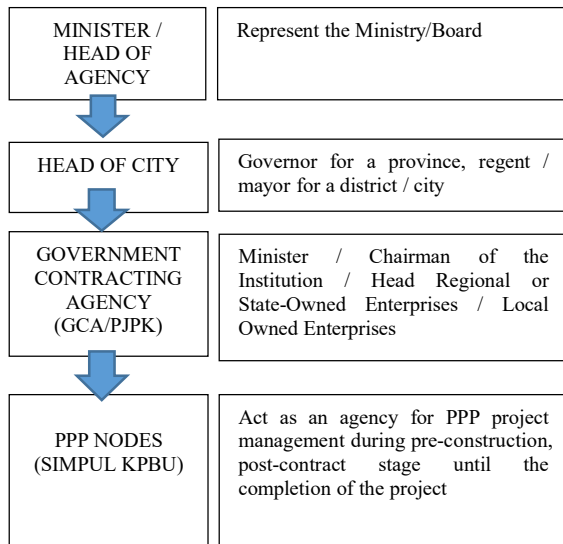 MINISTER /
HEAD OF
AGENCY
Represent the Ministry/Board
HEAD OF CITY
Governor for a province, regent /
mayor for a district / city
GOVERNMENT
CONTRACTING
AGENCY
(GCA/PJPK)
Minister / Chairman of the
Institution / Head Regional or
State-Owned Enterprises / Local
Owned Enterprises
PPP NODES
(SIMPUL KPBU)
Act as an agency for PPP project
management during pre-construction,
post-contract stage until the
completion of the project